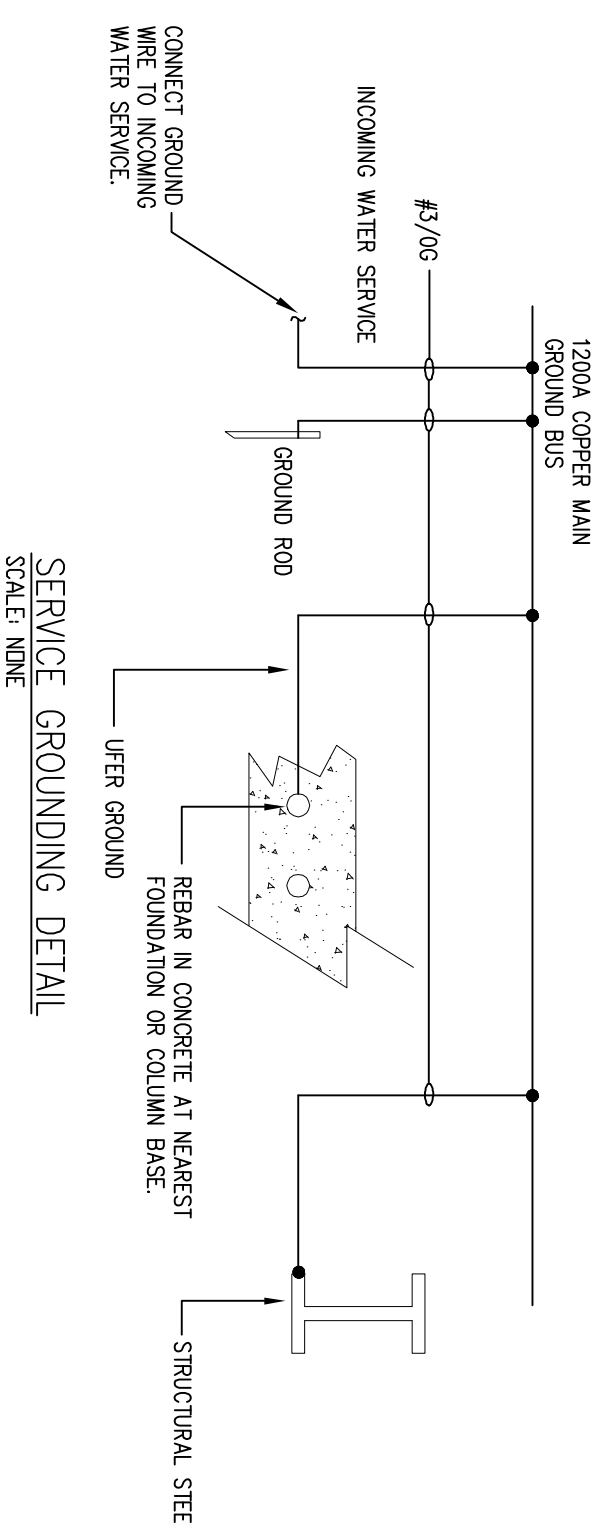 1200A COPPER MAIN
GROUND BUS
#3/0G
INCOMING WATER SERVICE
CONNECT GROUND
WIRE TO INCOMING
WATER SERVICE.
GROUND ROD
UFER GROUND
REBAR IN CONCRETE AT NEAREST
FOUNDATION OR COLUMN BASE.
STRUCTURAL STEE
SERVICE GROUNDING DETAIL
SCALE: NONE